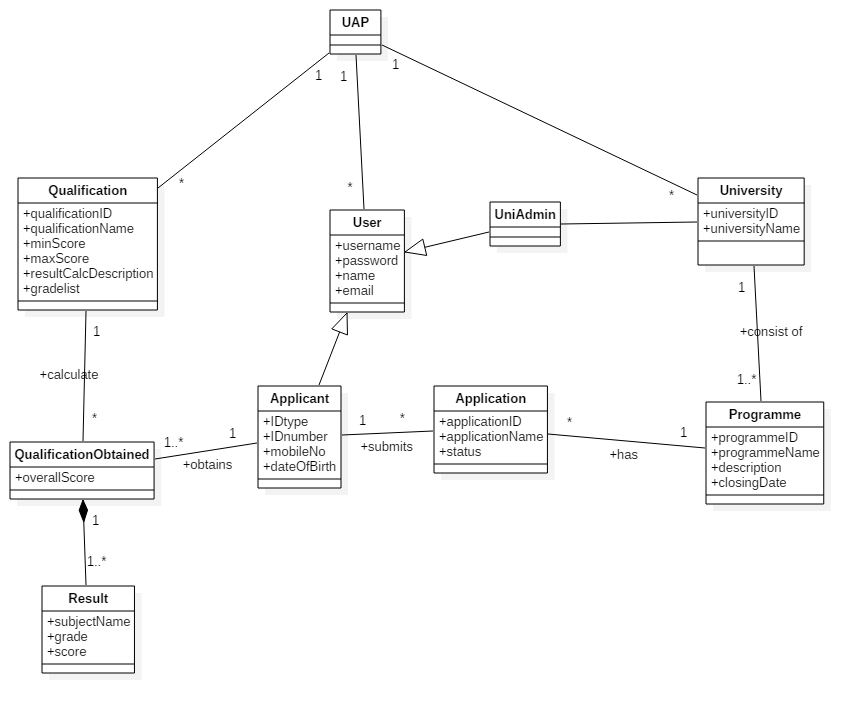 UAP
1
1
1
*
*
*
Qualification
+qualificationID
+qualificationName
+minScore
+maxScore
+resultCalcDescription
+gradelist
User
+username
+password
+name
+email
UniAdmin
University
+universityID
+universityName
1
+calculate
*
1
+consist of
1..*
QualificationObtained
+overallScore
1..*
1
+obtains
Applicant
+IDtype
+IDnumber
+mobileNo
+dateOfBirth
1
*
+submits
Application
+applicationID
+applicationName
+status
*
1
+has
Programme
+programmeID
+programmeName
+description
+closingDate
1
1..*
Result
+subjectName
+grade
+score